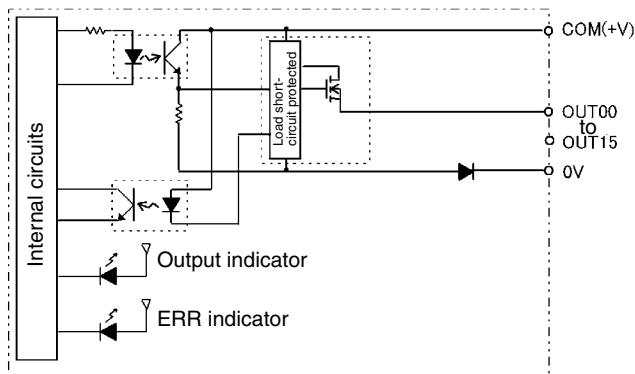 COM(+V)
Load short-
circuit protected
OUT00
to
OUT15
0V
Internal circuits
Output indicator
ERR indicator